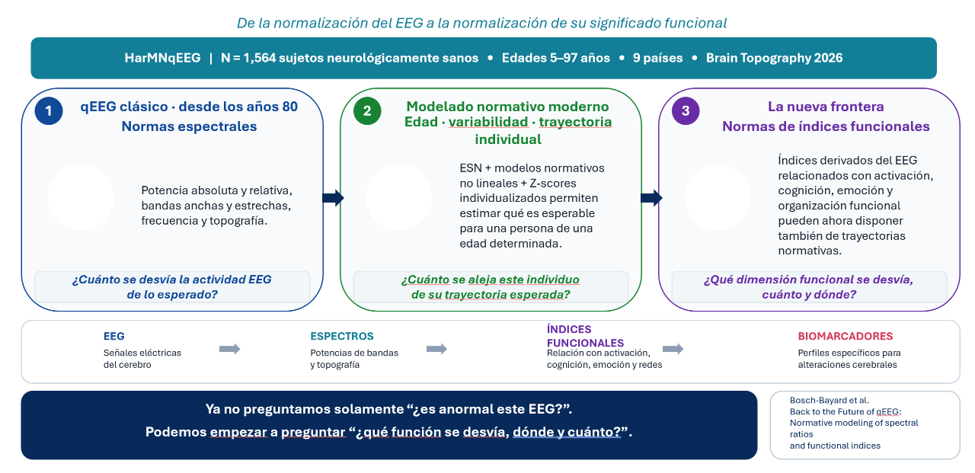 De la normalización del EEG a la normalización de su significado funcional
HarMNqEEG | N = 1,564 sujetos neurológicamente sanos • Edades 5–97 años • 9 países • Brain Topography 2026
1
qEEG clásico · desde los años 80
Normas espectrales
Potencia absoluta y relativa,
bandas anchas y estrechas,
frecuencia y topografía.
¿Cuánto se desvía la actividad EEG
de lo esperado?
2
Modelado normativo moderno
Edad · variabilidad · trayectoria
individual
ESN + modelos normativos
no lineales + Z-scores
individualizados permiten
estimar qué es esperable
para una persona de una
edad determinada.
¿Cuánto se aleja este individuo
de su trayectoria esperada?
3
La nueva frontera
Normas de índices funcionales
Índices derivados del EEG
relacionados con activación,
cognición, emoción y
organización funcional
pueden ahora disponer
también de trayectorias
normativas.
¿Qué dimensión funcional se desvía,
cuánto y dónde?
EEG
Señales eléctricas
del cerebro
ESPECTROS
Potencias de bandas
y topografía
ÍNDICES
FUNCIONALES
Relación con activación,
cognición, emoción y redes
BIOMARCADORES
Perfiles específicos para
alteraciones cerebrales
Ya no preguntamos solamente “¿es anormal este EEG?”.
Podemos empezar a preguntar “¿qué función se desvía, dónde y cuánto?”.
Bosch-Bayard et al.
Back to the Future of qEEG:
Normative modeling of spectral
ratios
and functional indices